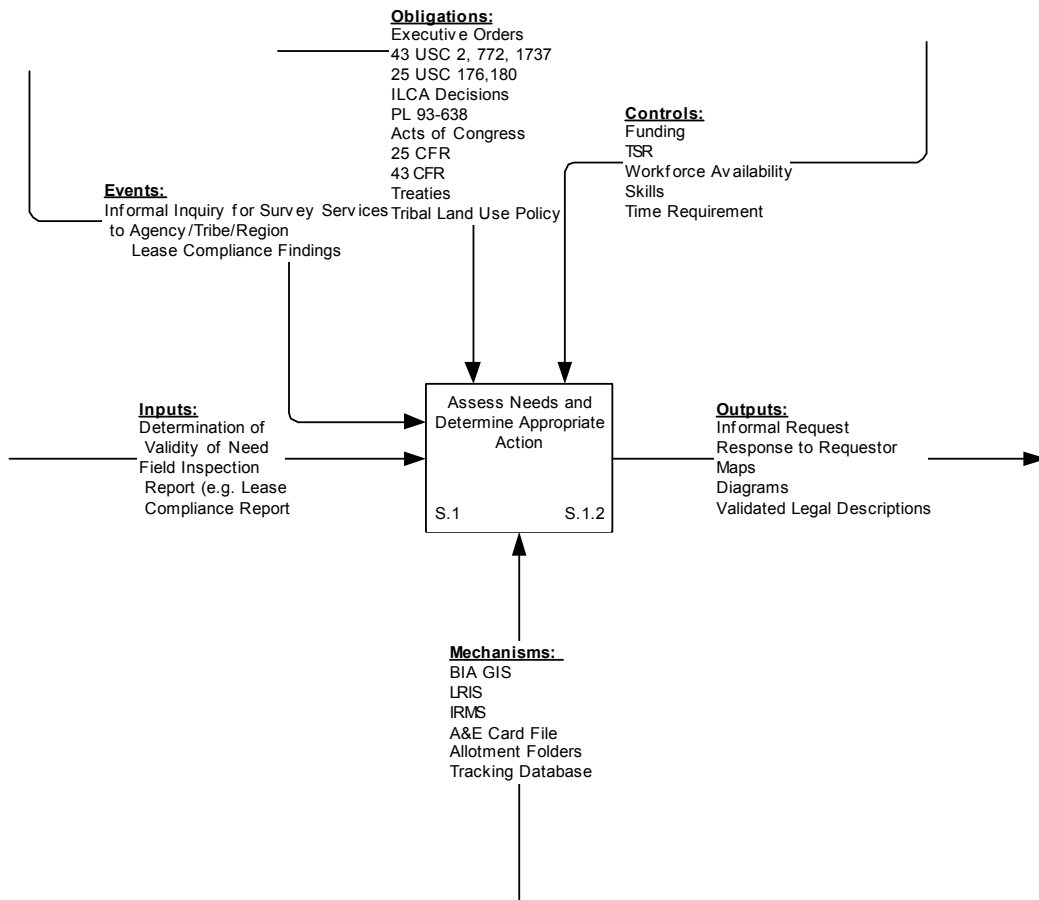 Obligations:
Executive Orders
43 USC 2, 772, 1737
25 USC 176,180
ILCA Decisions
PL 93-638
Acts of Congress
25 CFR
43 CFR
Treaties
Tribal Land Use Policy
Controls:
Funding
TSR
Workforce Availability
Skills
Time Requirement
Events:
Informal Inquiry for Survey Services
to Agency/Tribe/Region
Lease Compliance Findings
Inputs:
Determination of
Validity of Need
Field Inspection
Report (e.g. Lease
Compliance Report
Assess Needs and
Determine Appropriate
Action
S.1 S.1.2
Outputs:
Informal Request
Response to Requestor
Maps
Diagrams
Validated Legal Descriptions
Mechanisms:
BIA GIS
LRIS
IRMS
A&E Card File
Allotment Folders
Tracking Database